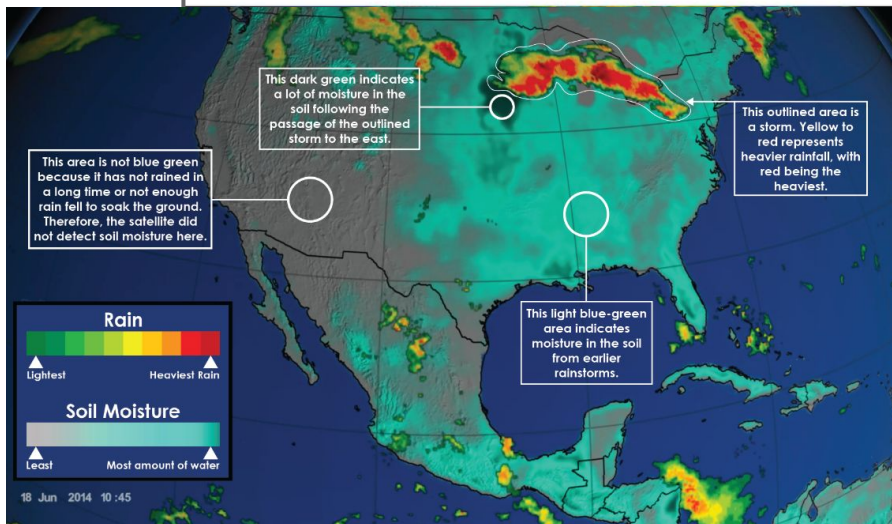 This dark green indicates
a lot of moisture in the
soil following the
passage of the outlined
storm to the east.
This outlined area is
a storm. Yellow to
red represents
heavier rainfall, with
red being the
heaviest.
This area is not blue green
because it has not rained in
a long time or not enough
rain fell to soak the ground.
Therefore, the satellite did
not detect soil moisture here.
This light blue-green
area indicates
moisture in the soil
from earlier
rainstorms.
Rain
Lightest Heaviest Rain
Soil Moisture
Least Most amount of water
18 Jun 2014 10:45